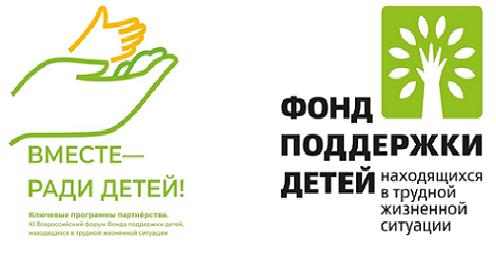 ВМЕСТЕ—
РАДИ ДЕТЕЙ!
Ключевые программы партнёрства.
XI Всероссийский форум Фонда поддержки детей,
находящихся в трудной жизненной ситуации
ФОНД
ПОДДЕРЖКИ
ДЕТЕЙ находящихся
в трудной
жизненной
ситуации